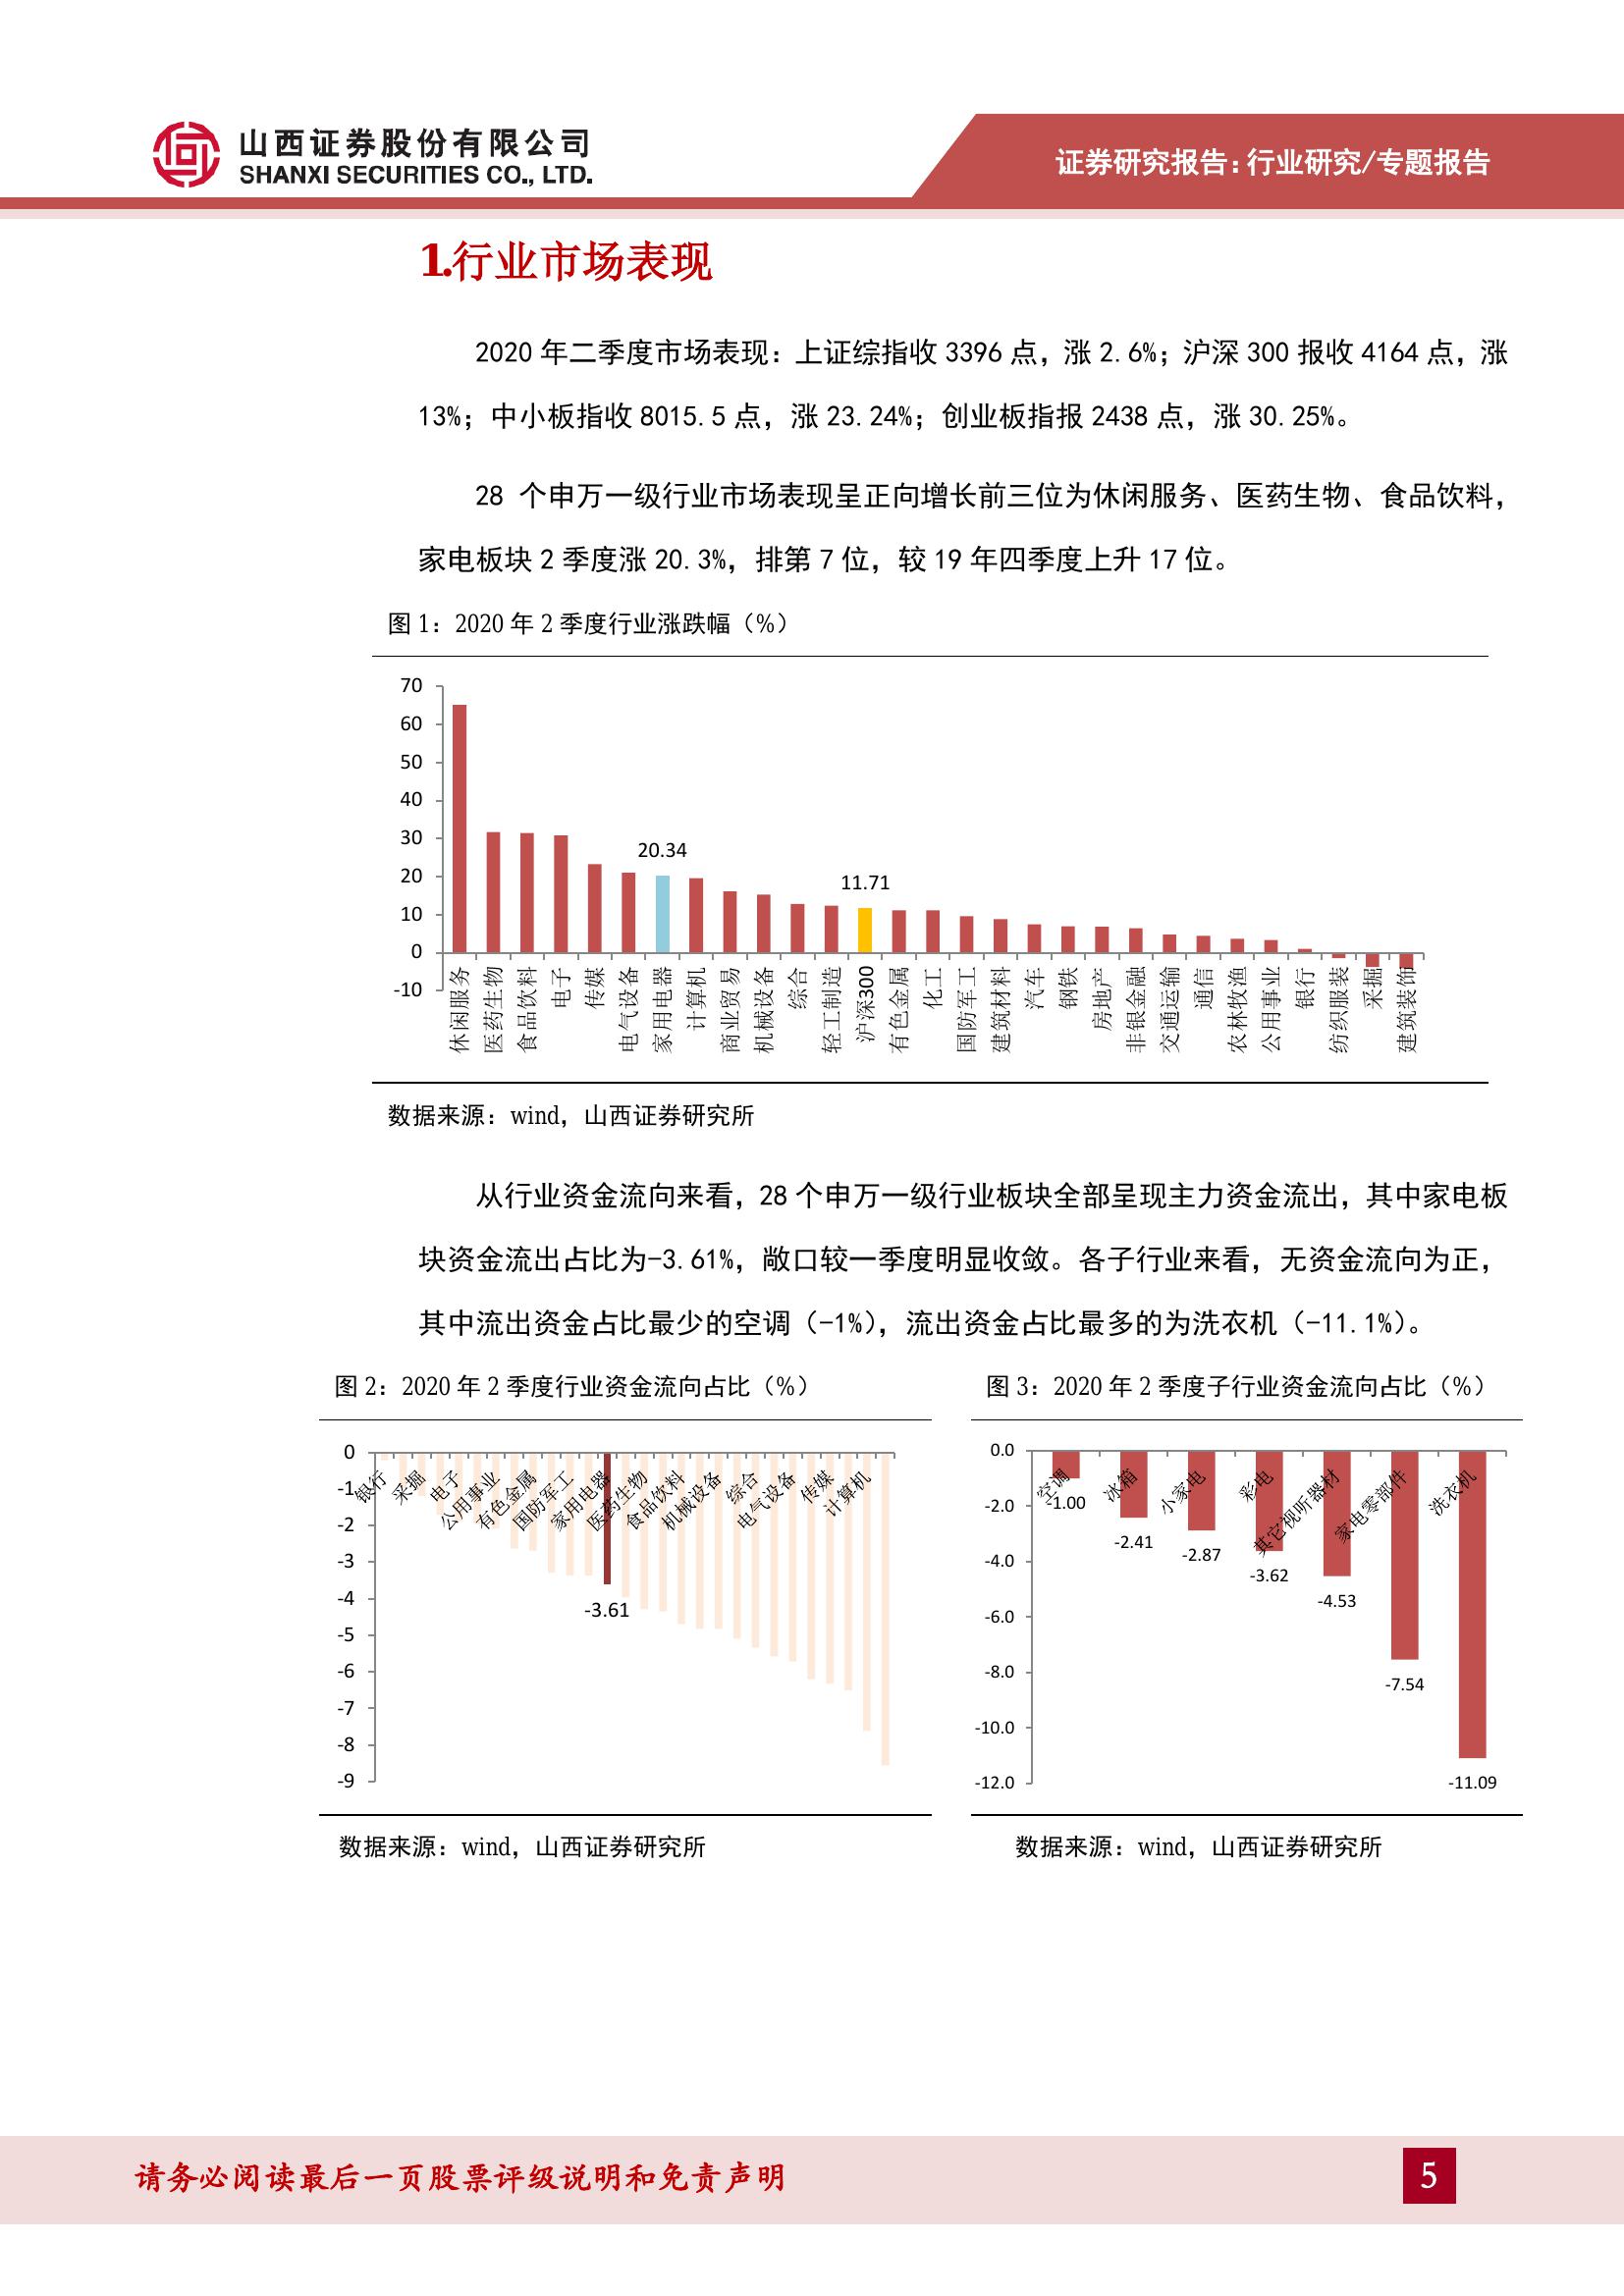 山西证券股份有限公司
SHANXI SECURITIES CO., LTD.
证券研究报告:行业研究/专题报告
1.行业市场表现
2020 年二季度市场表现：上证综指收 3396 点，涨 2.6%；沪深 300 报收 4164 点，涨
13%；中小板指收 8015.5 点，涨 23.24%；创业板指报 2438 点，涨 30.25%。
28 个申万一级行业市场表现呈正向增长前三位为休闲服务、医药生物、食品饮料，
家电板块 2 季度涨 20.3%，排第 7 位，较 19 年四季度上升 17 位。
图 1：2020 年 2 季度行业涨跌幅（%）
70
60
50
40
30
20
10
0
-10
20.34
11.71
休闲服务
医药生物
食品饮料
电子
传媒
电气设备
家用电器
计算机
商业贸易
机械设备
综合
轻工制造
沪深300
有色金属
化工
国防军工
建筑材料
汽车
钢铁
房地产
非银金融
交通运输
通信
农林牧渔
公用事业
银行
纺织服装
采掘
建筑装饰
数据来源：wind，山西证券研究所
从行业资金流向来看，28 个申万一级行业板块全部呈现主力资金流出，其中家电板
块资金流出占比为-3.61%，敞口较一季度明显收敛。各子行业来看，无资金流向为正，
其中流出资金占比最少的空调（-1%），流出资金占比最多的为洗衣机（-11.1%）。
图 2：2020 年 2 季度行业资金流向占比（%）
0
-1
-2
-3
-4
-5
-6
-7
-8
-9
银行
采掘
电子
公用事业
有色金属
国防军工
家用电器
医药生物
食品饮料
机械设备
综合
电气设备
传媒
计算机
-3.61
数据来源：wind，山西证券研究所
图 3：2020 年 2 季度子行业资金流向占比（%）
0.0
-2.0
-4.0
-6.0
-8.0
-10.0
-12.0
空调
冰箱
小家电
彩电
其它视听器材
家电零部件
洗衣机
-1.00
-2.41
-2.87
-3.62
-4.53
-7.54
-11.09
数据来源：wind，山西证券研究所
请务必阅读最后一页股票评级说明和免责声明
5